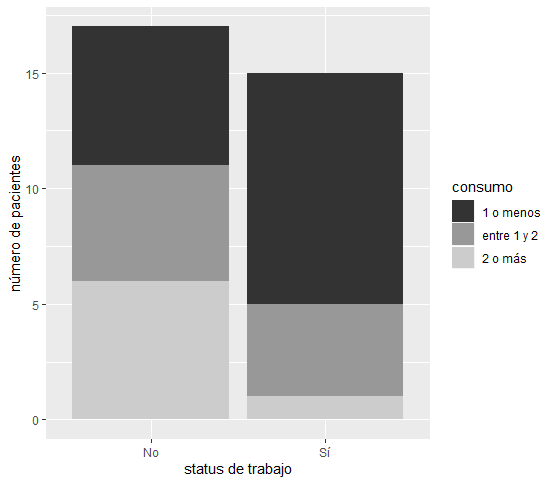 número de pacientes
15
10
5
0
No
Sí
status de trabajo
consumo
1 o menos
entre 1 y 2
2 o más